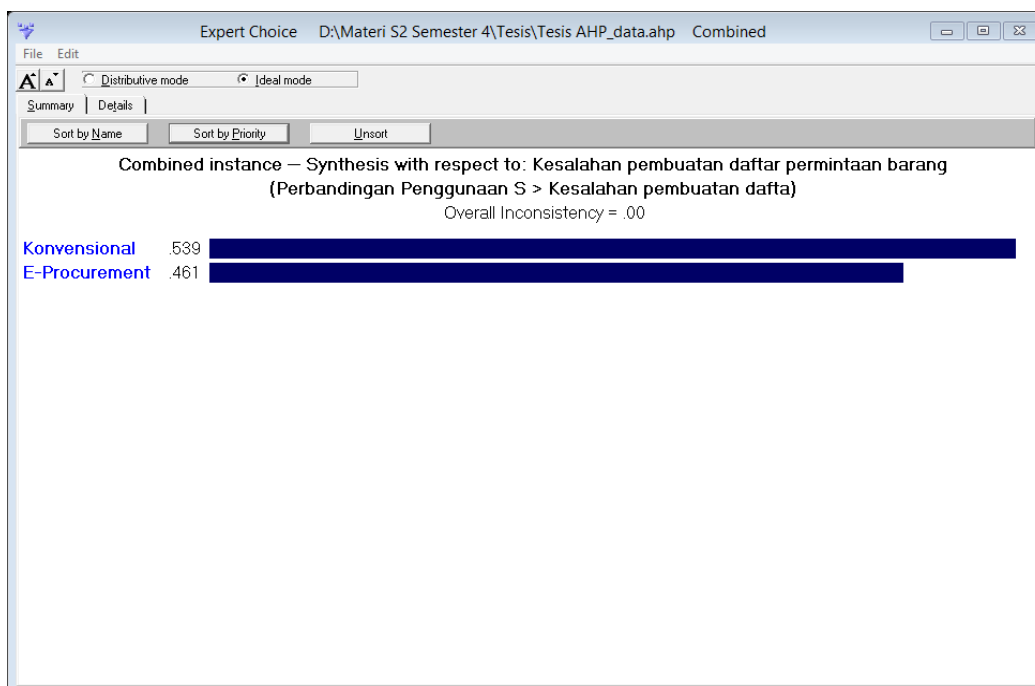 Expert Choice D:\Materi S2 Semester 4\Tesis\Tesis AHP_data.ahp Combined
File Edit
A A Distributive mode Ideal mode
Summary Details
Sort by Name Sort by Priority Unsort
Combined instance -- Synthesis with respect to: Kesalahan pembuatan daftar permintaan barang
(Perbandingan Penggunaan S > Kesalahan pembuatan dafta)
Overall Inconsistency = .00
Konvensional .539
E-Procurement .461